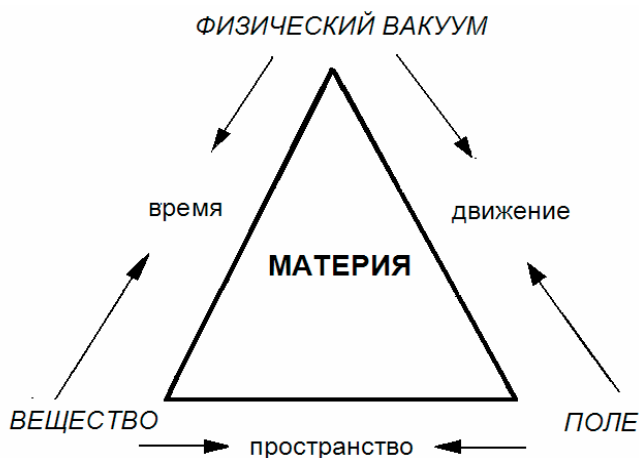 ФИЗИЧЕСКИЙ ВАКУУМ
время
движение
МАТЕРИЯ
ВЕЩЕСТВО
ПОЛЕ
пространство